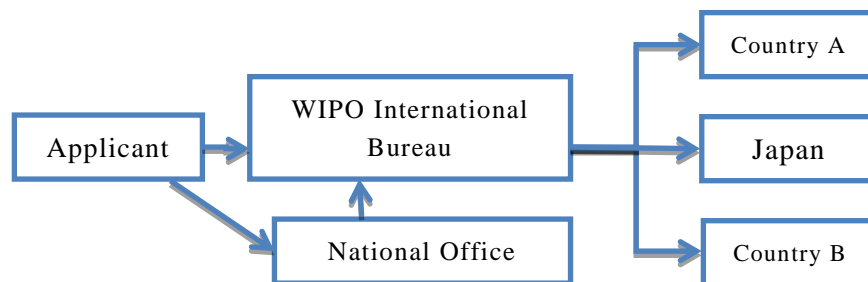 Applicant
WIPO International
Bureau
National Office
Country A
Japan
Country B